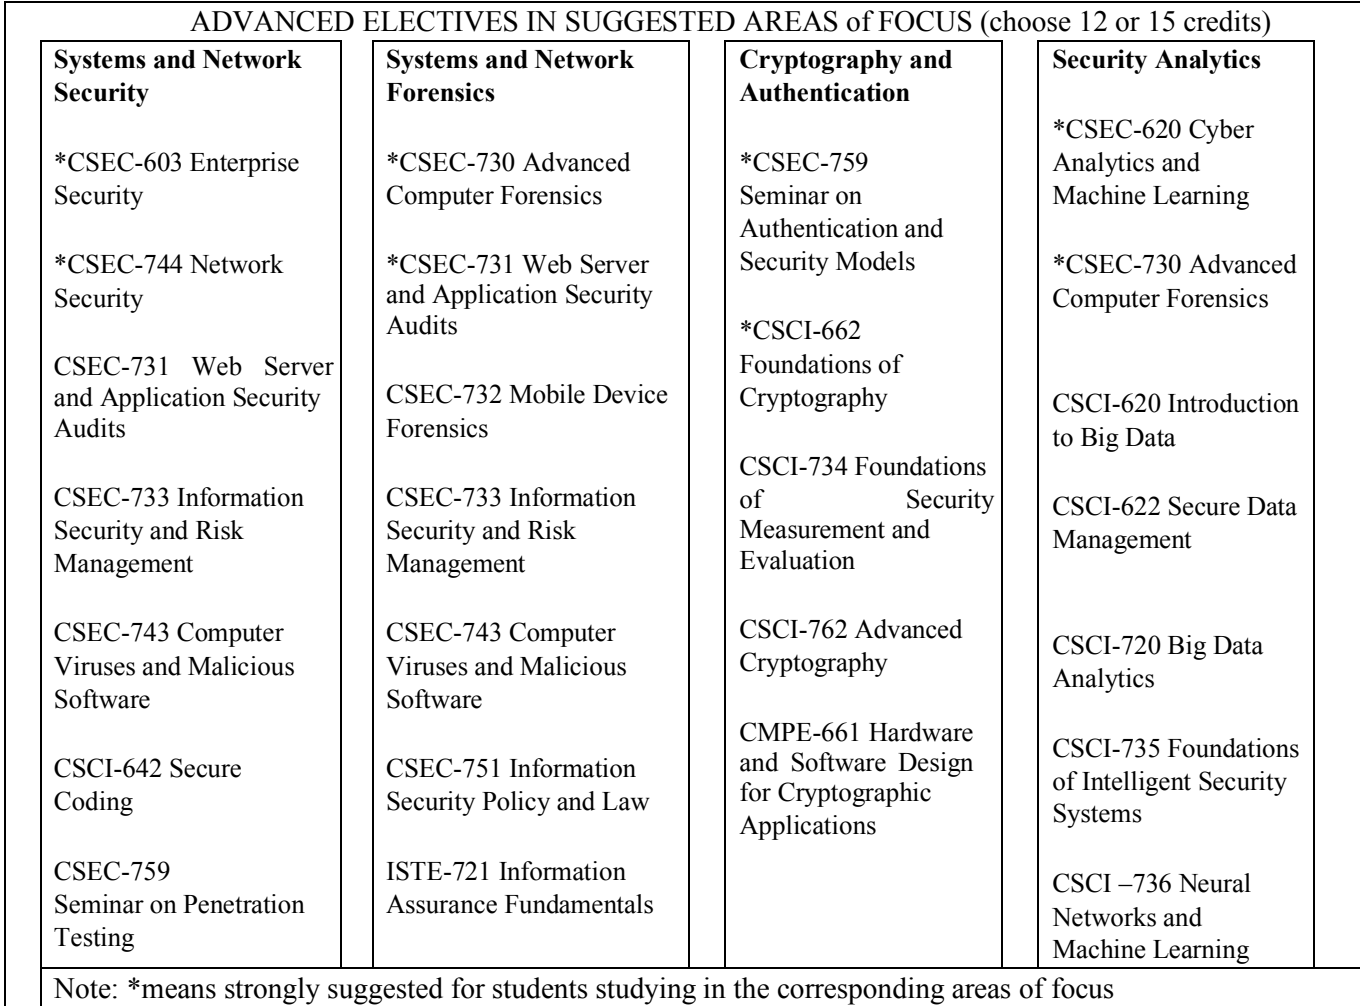 ADVANCED ELECTIVES IN SUGGESTED AREAS of FOCUS (choose 12 or 15 credits)
Systems and Network
Security
*CSEC-603 Enterprise
Security
*CSEC-744 Network
Security
CSEC-731 Web Server
and Application Security
Audits
CSEC-733 Information
Security and Risk
Management
CSEC-743 Computer
Viruses and Malicious
Software
CSCI-642 Secure
Coding
CSEC-759
Seminar on Penetration
Testing
Systems and Network
Forensics
*CSEC-730 Advanced
Computer Forensics
*CSEC-731 Web Server
and Application Security
Audits
CSEC-732 Mobile Device
Forensics
CSEC-733 Information
Security and Risk
Management
CSEC-743 Computer
Viruses and Malicious
Software
CSEC-751 Information
Security Policy and Law
ISTE-721 Information
Assurance Fundamentals
Cryptography and
Authentication
*CSEC-759
Seminar on
Authentication and
Security Models
*CSCI-662
Foundations of
Cryptography
CSCI-734 Foundations
of Security
Measurement and
Evaluation
CSCI-762 Advanced
Cryptography
CMPE-661 Hardware
and Software Design
for Cryptographic
Applications
Security Analytics
*CSEC-620 Cyber
Analytics and
Machine Learning
*CSEC-730 Advanced
Computer Forensics
CSCI-620 Introduction
to Big Data
CSCI-622 Secure Data
Management
CSCI-720 Big Data
Analytics
CSCI-735 Foundations
of Intelligent Security
Systems
CSCI –736 Neural
Networks and
Machine Learning
Note: *means strongly suggested for students studying in the corresponding areas of focus